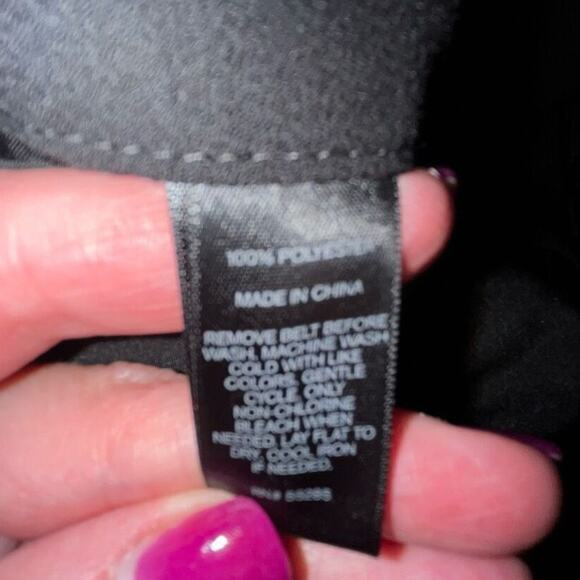 100% POLYESTER
MADE IN CHINA
REMOVE BELT BEFORE
WASH, MACHINE WASH
COLD WITH LIKE
COLORS, GENTLE
CYCLE, ONLY
NON-CHLORINE
BLEACH WHEN
NEEDED, LAY FLAT TO
DRY, COOL IRON
IF NEEDED.